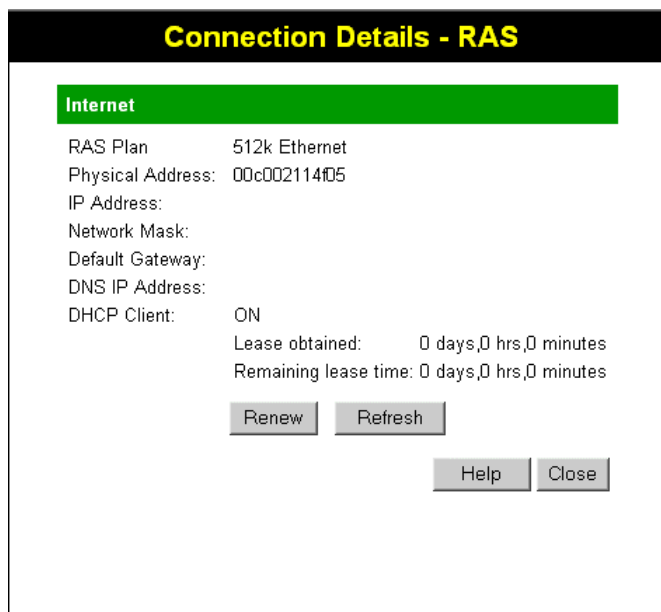 Connection Details - RAS
Internet
RAS Plan 512k Ethernet
Physical Address: 00c002114f05
IP Address:
Network Mask:
Default Gateway:
DNS IP Address:
DHCP Client: ON
Lease obtained: 0 days,0 hrs,0 minutes
Remaining lease time: 0 days,0 hrs,0 minutes
Renew Refresh
Help Close